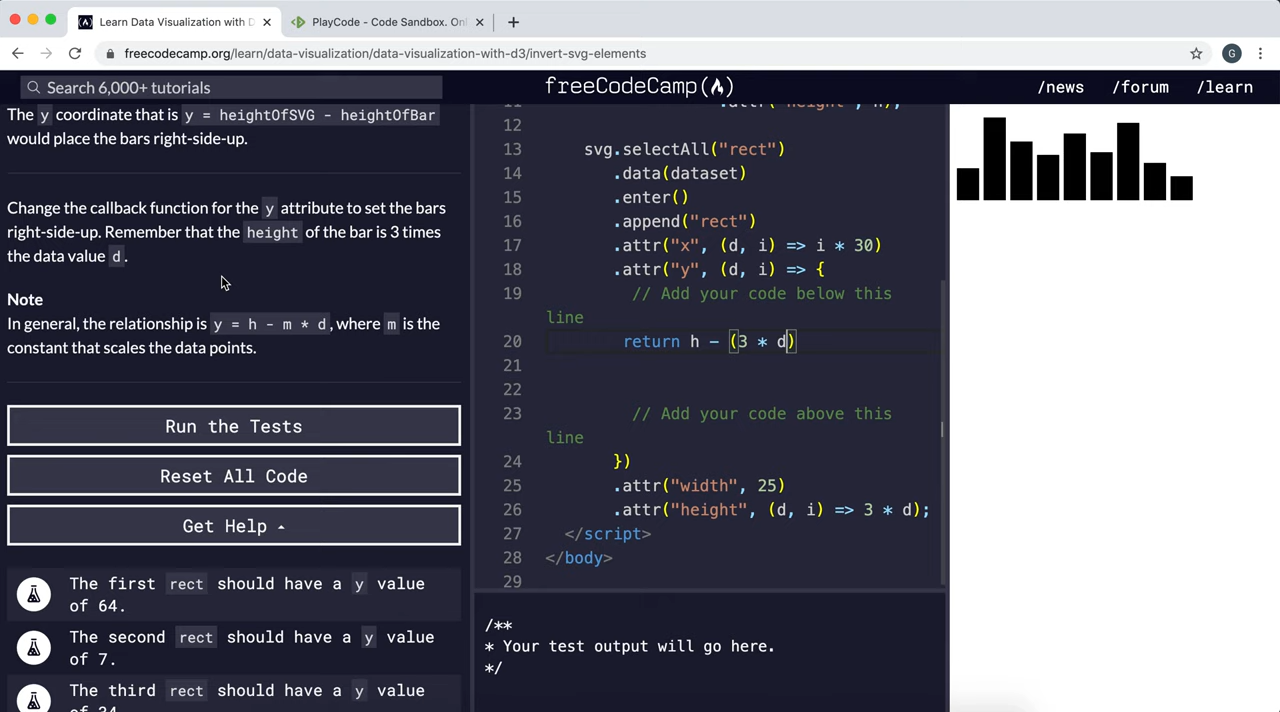 Learn Data Visualization with D
PlayCode - Code Sandbox. Onl
freecodecamp.org/learn/data-visualization/data-visualization-with-d3/invert-svg-elements
G
Search 6,000+ tutorials
freeCodeCamp
/news
/forum
/learn
The y coordinate that is y = heightOfSVG - heightOfBar
would place the bars right-side-up.
Change the callback function for the y attribute to set the bars
right-side-up. Remember that the height of the bar is 3 times
the data value d.
Note
In general, the relationship is y = h - m * d, where m is the
constant that scales the data points.
Run the Tests
Reset All Code
Get Help
The first rect should have a y value
of 64.
The second rect should have a y value
of 7.
The third rect should have a y value
of 34.
11 .attr("height", h);
12
13 svg.selectAll("rect")
14 .data(dataset)
15 .enter()
16 .append("rect")
17 .attr("x", (d, i) => i * 30)
18 .attr("y", (d, i) => {
19 // Add your code below this
line
20 return h - (3 * d)
21
22
23 // Add your code above this
line
24 })
25 .attr("width", 25)
26 .attr("height", (d, i) => 3 * d);
27 </script>
28 </body>
29
/**
* Your test output will go here.
*/